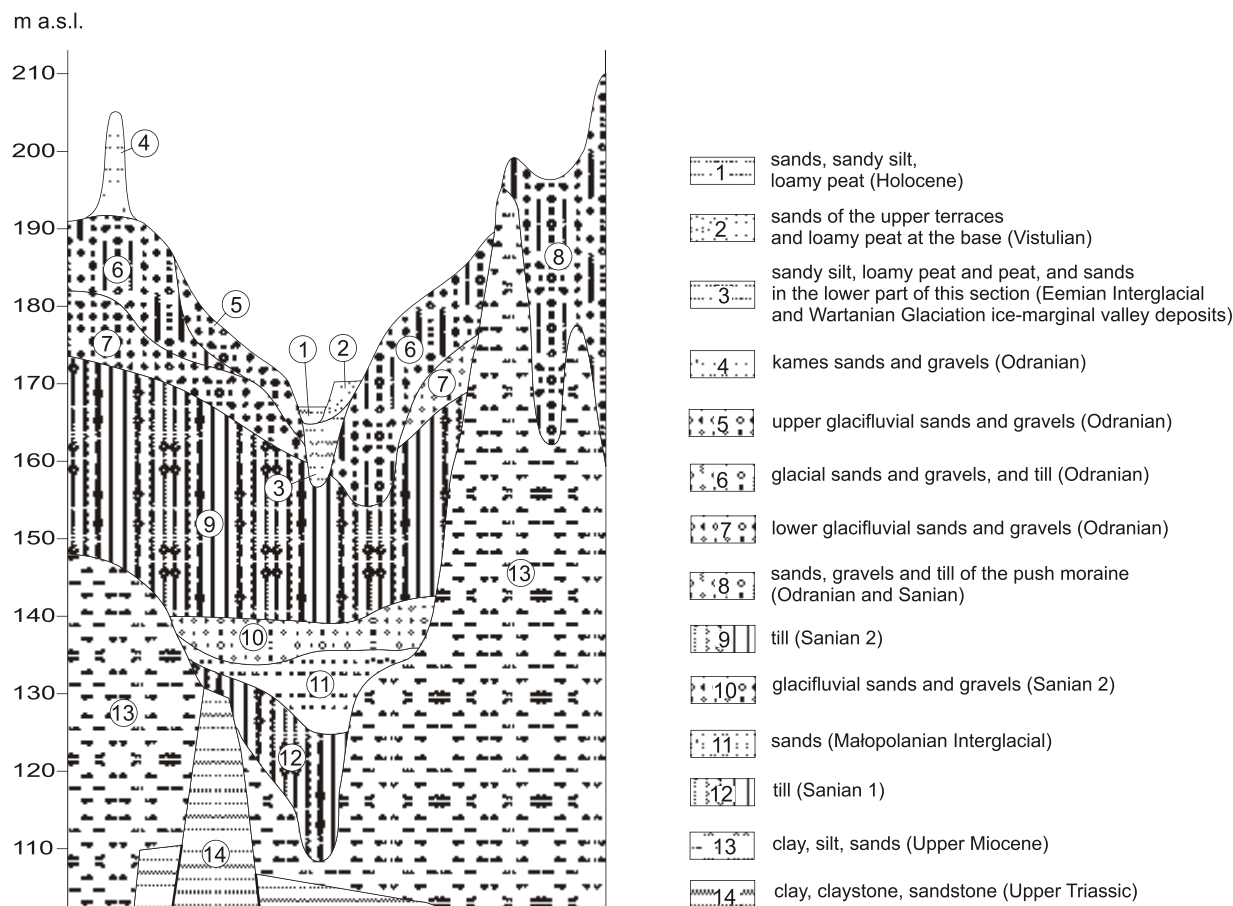 m a.s.l.
210
200
190
180
170
160
150
140
130
120
110
4
6
5
8
7
1
2
6
7
3
9
13
10
11
13
12
14
1 sands, sandy silt,
loamy peat (Holocene)
2 sands of the upper terraces
and loamy peat at the base (Vistulian)
3 sandy silt, loamy peat and peat, and sands
in the lower part of this section (Eemian Interglacial
and Wartanian Glaciation ice-marginal valley deposits)
4 kames sands and gravels (Odranian)
5 upper glacifluvial sands and gravels (Odranian)
6 glacial sands and gravels, and till (Odranian)
7 lower glacifluvial sands and gravels (Odranian)
8 sands, gravels and till of the push moraine
(Odranian and Sanian)
9 till (Sanian 2)
10 glacifluvial sands and gravels (Sanian 2)
11 sands (Małopolanian Interglacial)
12 till (Sanian 1)
13 clay, silt, sands (Upper Miocene)
14 clay, claystone, sandstone (Upper Triassic)